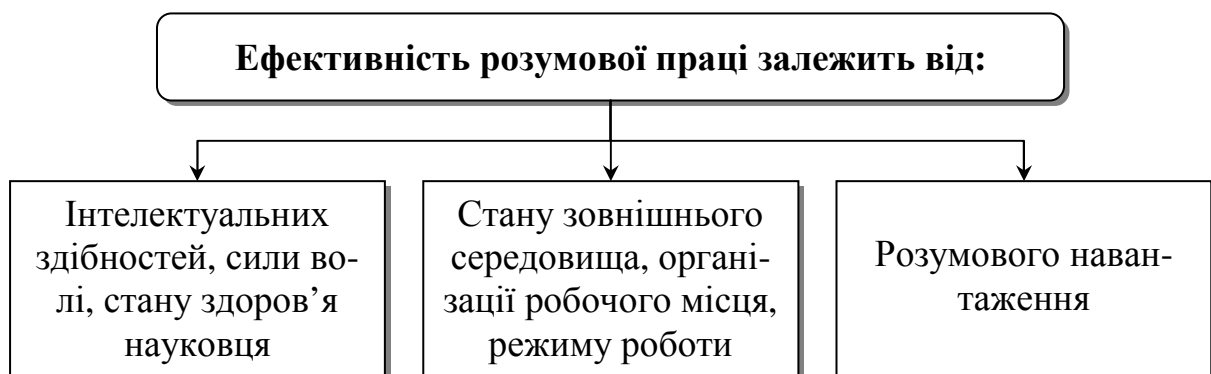 Ефективність розумової праці залежить від:
Інтелектуальних
здібностей, сили во-
лі, стану здоров’я
науковця
Стану зовнішнього
середовища, органі-
зації робочого місця,
режиму роботи
Розумового наван-
таження